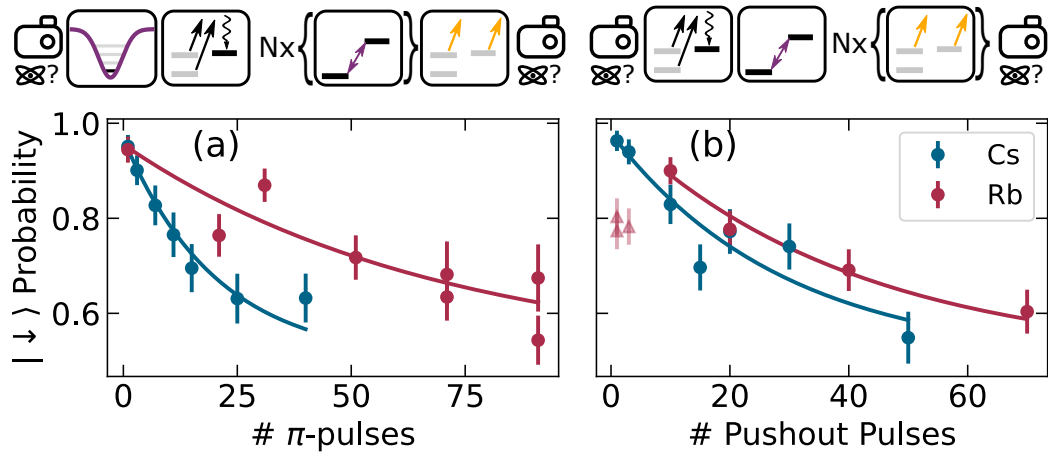 ? Nx{ } ?
? Nx{ } ?
(a)
(b)
Cs
Rb
| ↓ ⟩ Probability
1.0
0.8
0.6
0 25 50 75
0 20 40 60
# π-pulses
# Pushout Pulses